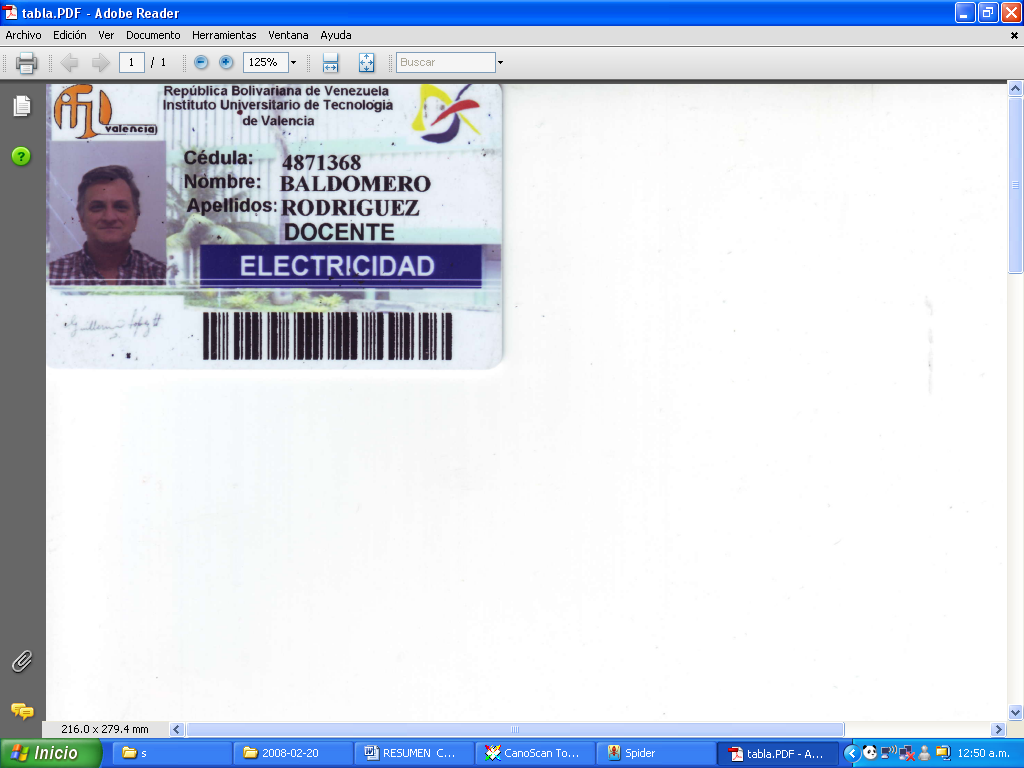 tabla.PDF - Adobe Reader
Archivo Edición Ver Documento Herramientas Ventana Ayuda
1 / 1 125% Buscar
República Bolivariana de Venezuela
Instituto Universitario de Tecnología
de Valencia
valencia
Cédula: 4871368
Nombre: BALDOMERO
Apellidos: RODRIGUEZ
DOCENTE
ELECTRICIDAD
216.0 x 279.4 mm
Inicio s 2008-02-20 RESUMEN C... CanoScan To... Spider tabla.PDF - A... 12:50 a.m.